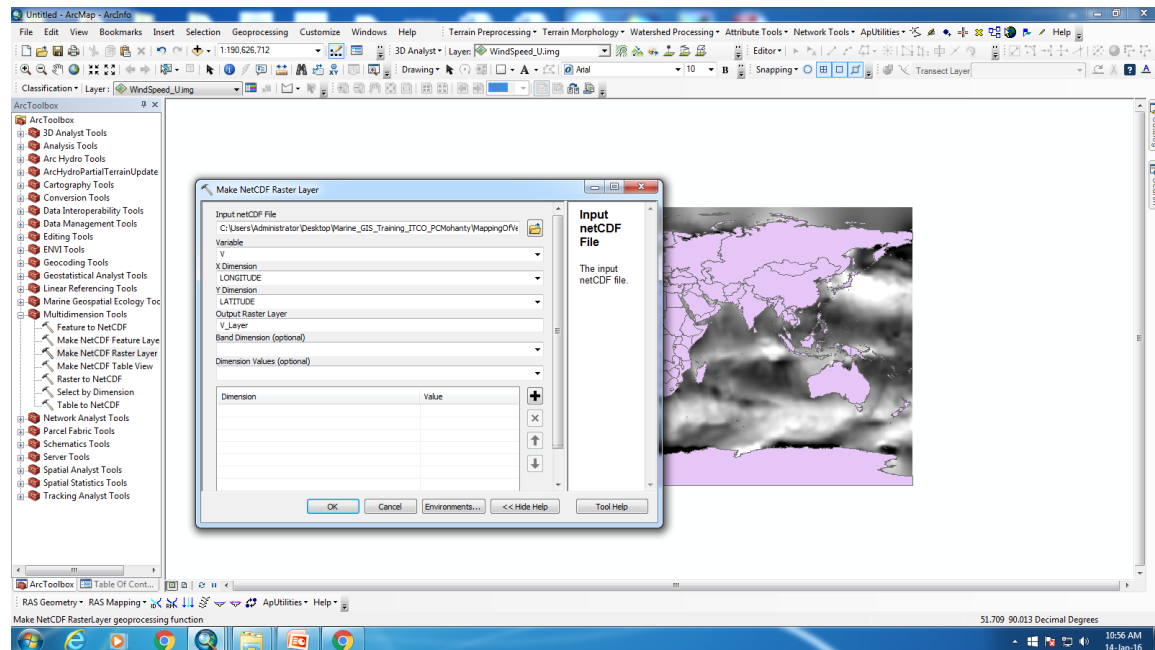 Untitled - ArcMap - ArcInfo
File Edit View Bookmarks Insert Selection Geoprocessing Customize Windows Help Terrain Preprocessing Terrain Morphology Watershed Processing Attribute Tools Network Tools ApUtilities Help
1:190,626,712 3D Analyst Layer: WindSpeed_U.img Editor
Drawing A Arial 10 B Snapping Transect Layer
Classification Layer: WindSpeed_U.img
ArcToolbox
ArcToolbox
3D Analyst Tools
Analysis Tools
Arc Hydro Tools
ArcHydroPartialTerrainUpdate
Cartography Tools
Conversion Tools
Data Interoperability Tools
Data Management Tools
Editing Tools
ENVI Tools
Geocoding Tools
Geostatistical Analyst Tools
Linear Referencing Tools
Marine Geospatial Ecology Toc
Multidimension Tools
Feature to NetCDF
Make NetCDF Feature Laye
Make NetCDF Raster Layer
Make NetCDF Table View
Raster to NetCDF
Select by Dimension
Table to NetCDF
Network Analyst Tools
Parcel Fabric Tools
Schematics Tools
Server Tools
Spatial Analyst Tools
Spatial Statistics Tools
Tracking Analyst Tools
Make NetCDF Raster Layer
Input netCDF File
C:\Users\Administrator\Desktop\Marine_GIS_Training_ITCO_PCMohanty\MappingOfVe
Variable
V
X Dimension
LONGITUDE
Y Dimension
LATITUDE
Output Raster Layer
V_Layer
Band Dimension (optional)
Dimension Values (optional)
Dimension Value
OK Cancel Environments... << Hide Help Tool Help
Input
netCDF
File
The input
netCDF file.
ArcToolbox Table Of Cont...
RAS Geometry RAS Mapping ApUtilities Help
Make NetCDF RasterLayer geoprocessing function
51.709 90.013 Decimal Degrees
10:56 AM
14-Jan-16